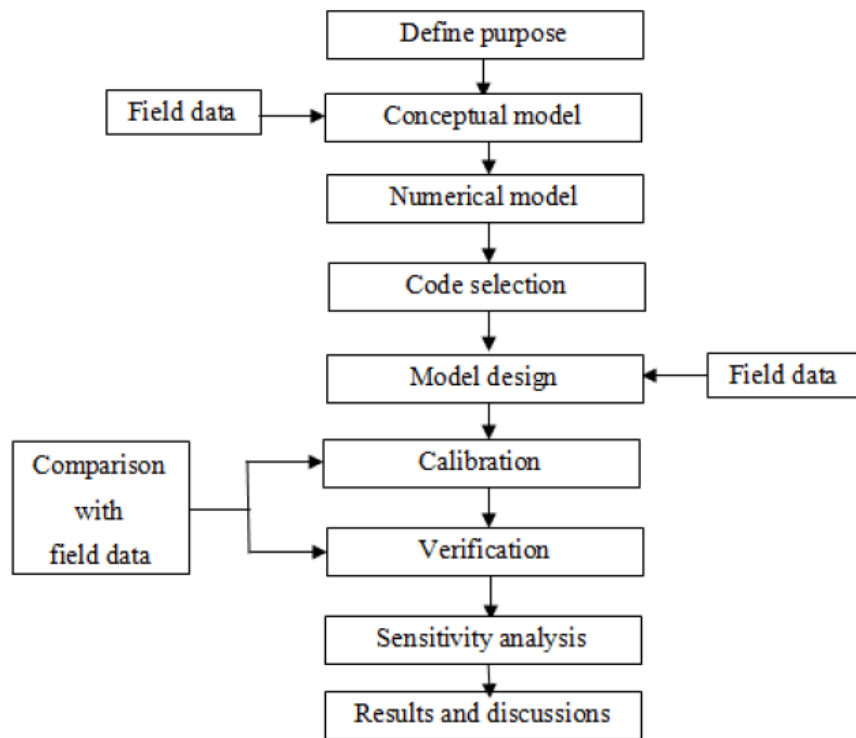 Define purpose
Field data
Conceptual model
Numerical model
Code selection
Model design
Field data
Comparison
with
field data
Calibration
Verification
Sensitivity analysis
Results and discussions